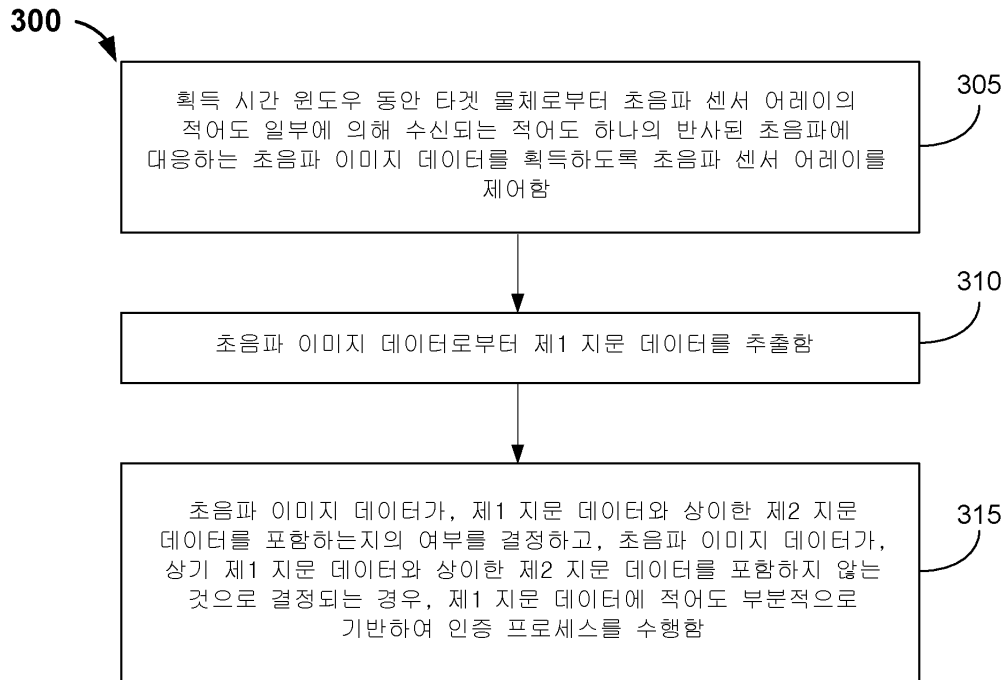 300
획득 시간 윈도우 동안 타겟 물체로부터 초음파 센서 어레이의
적어도 일부에 의해 수신되는 적어도 하나의 반사된 초음파에
대응하는 초음파 이미지 데이터를 획득하도록 초음파 센서 어레이를
제어함
305
초음파 이미지 데이터로부터 제1 지문 데이터를 추출함
310
초음파 이미지 데이터가, 제1 지문 데이터와 상이한 제2 지문
데이터를 포함하는지의 여부를 결정하고, 초음파 이미지 데이터가,
상기 제1 지문 데이터와 상이한 제2 지문 데이터를 포함하지 않는
것으로 결정되는 경우, 제1 지문 데이터에 적어도 부분적으로
기반하여 인증 프로세스를 수행함
315